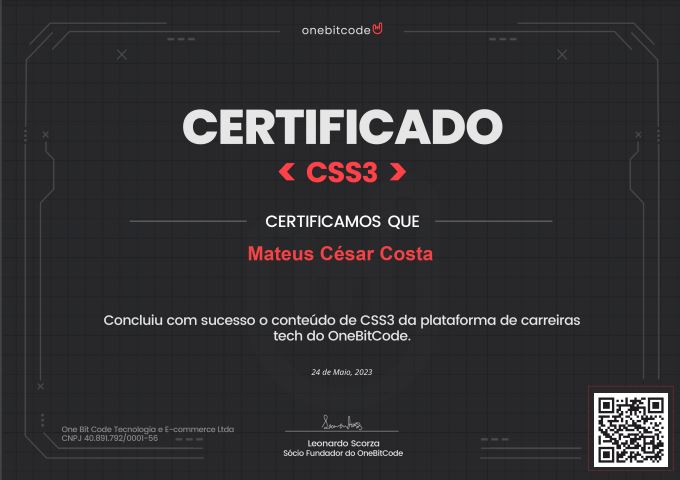 onebitcode
CERTIFICADO
< CSS3 >
CERTIFICAMOS QUE
Mateus César Costa
Concluiu com sucesso o conteúdo de CSS3 da plataforma de carreiras
tech do OneBitCode.
24 de Maio, 2023
One Bit Code Tecnologia e E-commerce Ltda
CNPJ 40.891.792/0001-56
Leonardo Scorza
Sócio Fundador do OneBitCode